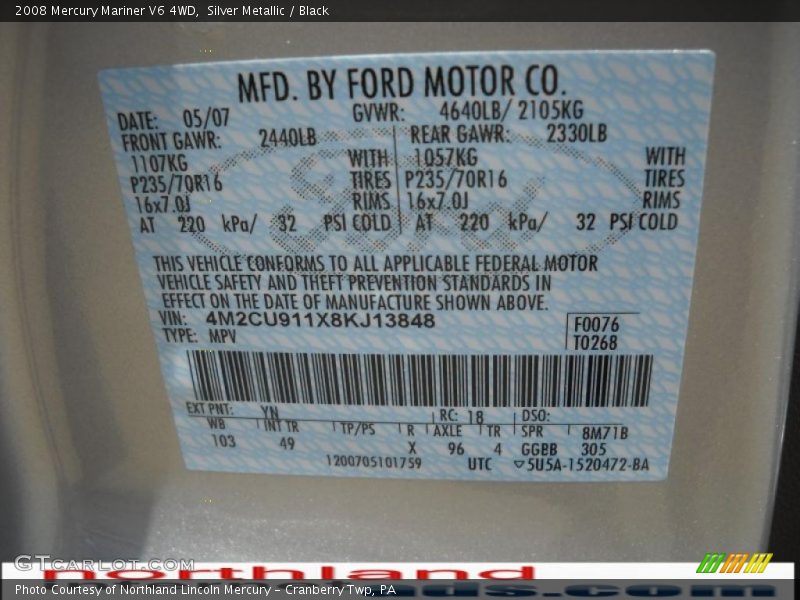 2008 Mercury Mariner V6 4WD, Silver Metallic / Black
MFD. BY FORD MOTOR CO.
DATE: 05/07 GVWR: 4640LB/ 2105KG
FRONT GAWR: 2440LB REAR GAWR: 2330LB
1107KG WITH 1057KG WITH
P235/70R16 TIRES P235/70R16 TIRES
16x7.0J RIMS 16x7.0J RIMS
AT 220 kPa/ 32 PSI COLD AT 220 kPa/ 32 PSI COLD
THIS VEHICLE CONFORMS TO ALL APPLICABLE FEDERAL MOTOR
VEHICLE SAFETY AND THEFT PREVENTION STANDARDS IN
EFFECT ON THE DATE OF MANUFACTURE SHOWN ABOVE.
VIN: 4M2CU911X8KJ13848 F0076
TYPE: MPV T0268
EXT PNT: YN RC: 18 DSO:
WB INT TR TP/PS R AXLE TR SPR 8M71B
103 49 X 96 4 GGBB 305
1200705101759 UTC ▽5U5A-1520472-BA
GTCarLot.com
northland
Photo Courtesy of Northland Lincoln Mercury - Cranberry Twp, PA